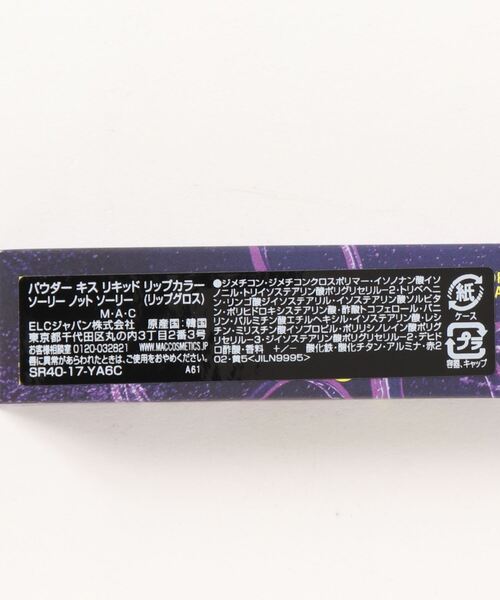 パウダー キス リキッド リップカラー
ソーリー ノット ソーリー (リップグロス)
M・A・C
ELCジャパン株式会社 原産国:韓国
東京都千代田区丸の内3丁目2番3号
お客様相談室 0120-032821 WWW.MACCOSMETICS.JP
唇に異常があらわれたときは、ご使用をおやめください。
SR40-17-YA6C A61
●ジメチコン・ジメチコンクロスポリマー・イソノナン酸イソ
ノニル・トリイソステアリン酸ポリグリセリル-2・トリベヘニ
ン・リンゴ酸ジイソステアリル・イソステアリン酸ソルビタ
ン・ポリヒドロキシステアリン酸・酢酸トコフェロール・バニ
リン・パルミチン酸エチルヘキシル・イソステアリン酸・レシ
チン・ミリスチン酸イソプロピル・ポリリシノレイン酸ポリグ
リセリル-3・ジイソステアリン酸ポリグリセリル-2・デヒド
ロ酢酸・香料 +/- 酸化鉄・酸化チタン・アルミナ・赤2
02・黄5<JILN9995>
紙
ケース
プラ
容器、キャップ